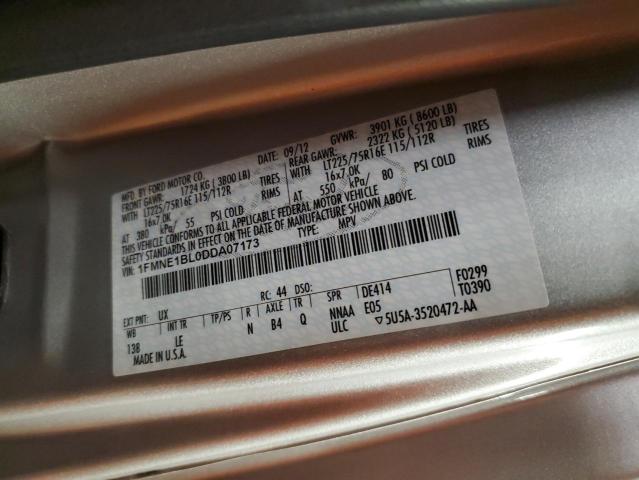 MFD. BY FORD MOTOR CO.
DATE: 09/12 GVWR: 3901 KG ( 8600 LB)
FRONT GAWR: 1724 KG ( 3800 LB) REAR GAWR: 2322 KG ( 5120 LB)
LT225/75R16E 115/112R TIRES LT225/75R16E 115/112R TIRES
16x7.0K RIMS 16x7.0K RIMS
AT 380 kPa/ 55 PSI COLD AT 550 kPa/ 80 PSI COLD
THIS VEHICLE CONFORMS TO ALL APPLICABLE FEDERAL MOTOR VEHICLE
SAFETY STANDARDS IN EFFECT ON THE DATE OF MANUFACTURE SHOWN ABOVE.
VIN: 1FMNE1BL0DDA07173 TYPE: MPV
EXT PNT: UX RC: 44 DSO:
WB INT TR TP/PS R AXLE TR SPR DE414 F0299
138 LE N B4 Q NNAA E05 T0390
MADE IN U.S.A. ULC ▽5U5A-3520472-AA